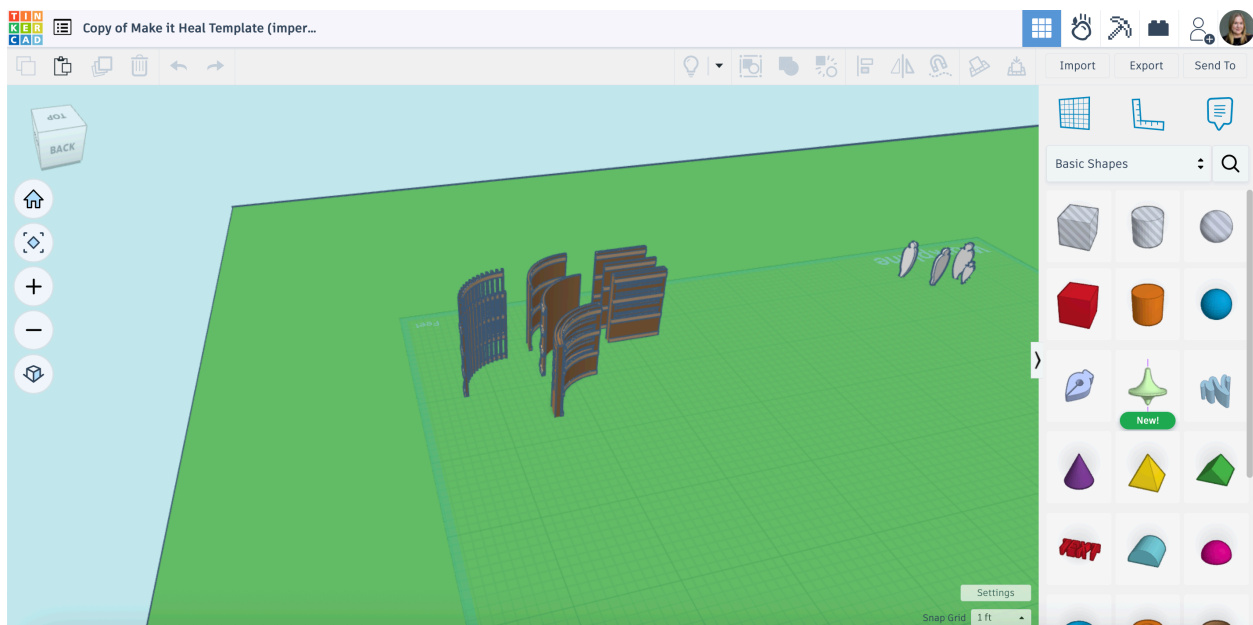 TIN
KER
CAD
Copy of Make it Heal Template (imper...
Import
Export
Send To
TOP
BACK
Basic Shapes
New!
TEXT
Settings
Snap Grid
1 ft